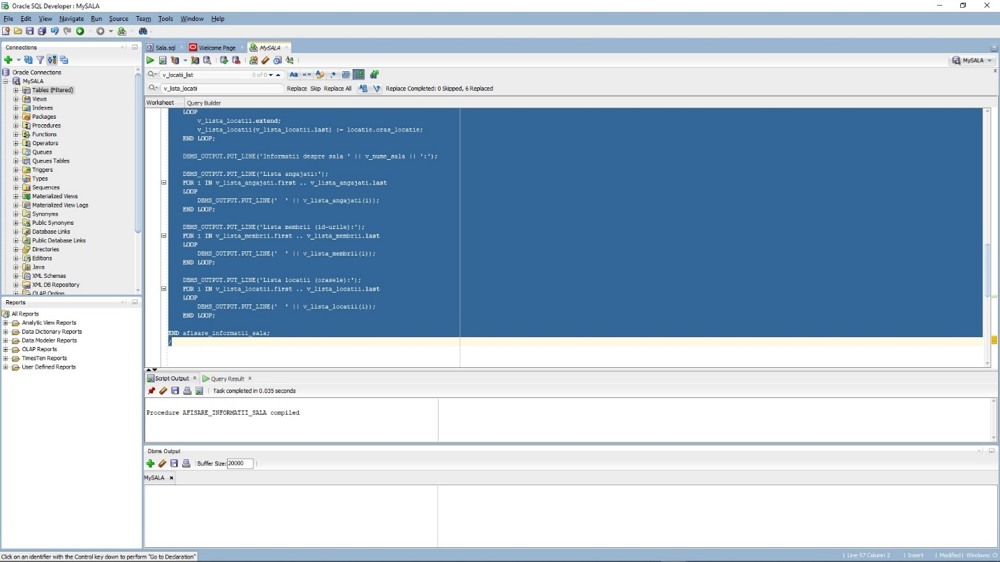 Oracle SQL Developer : MySALA
File Edit View Navigate Run Source Team Tools Window Help
Connections
Oracle Connections
MySALA
Tables (Filtered)
Views
Indexes
Packages
Procedures
Functions
Operators
Queues
Queues Tables
Triggers
Types
Sequences
Materialized Views
Materialized View Logs
Synonyms
Public Synonyms
Database Links
Public Database Links
Directories
Editions
Java
XML Schemas
XML DB Repository
OLAP Option
Reports
All Reports
Analytic View Reports
Data Dictionary Reports
Data Modeler Reports
OLAP Reports
TimesTen Reports
User Defined Reports
Sala.sql Welcome Page MySALA
MySALA
v_locatii_list 0 of 0
v_lista_locatii Replace Skip Replace All Replace Completed: 0 Skipped, 6 Replaced
Worksheet Query Builder
LOOP
v_lista_locatii.extend;
v_lista_locatii(v_lista_locatii.last) := locatie.oras_locatie;
END LOOP;
DBMS_OUTPUT.PUT_LINE('Informatii despre sala ' || v_nume_sala || ':');
DBMS_OUTPUT.PUT_LINE('Lista angajati:');
FOR i IN v_lista_angajati.first .. v_lista_angajati.last
LOOP
DBMS_OUTPUT.PUT_LINE('  ' || v_lista_angajati(i));
END LOOP;
DBMS_OUTPUT.PUT_LINE('Lista membrii (id-urile):');
FOR i IN v_lista_membrii.first .. v_lista_membrii.last
LOOP
DBMS_OUTPUT.PUT_LINE('  ' || v_lista_membrii(i));
END LOOP;
DBMS_OUTPUT.PUT_LINE('Lista locatii (orasele):');
FOR i IN v_lista_locatii.first .. v_lista_locatii.last
LOOP
DBMS_OUTPUT.PUT_LINE('  ' || v_lista_locatii(i));
END LOOP;
END afisare_informatii_sala;
/
Script Output x Query Result x
Task completed in 0.035 seconds
Procedure AFISARE_INFORMATII_SALA compiled
Dbms Output
Buffer Size: 20000
MySALA x
Click on an identifier with the Control key down to perform "Go to Declaration"
Line 97 Column 2 | Insert | Modified | Windows: Cl